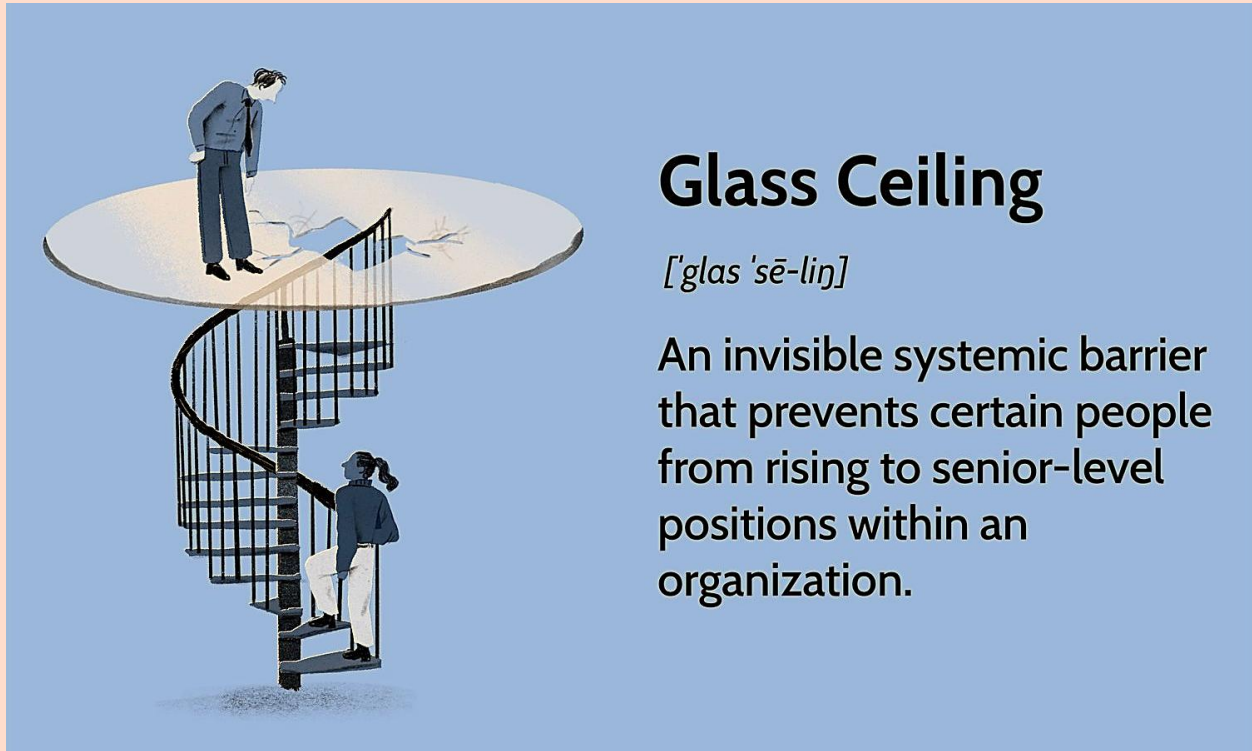 Glass Ceiling
[ˈglas ˈsē-liŋ]
An invisible systemic barrier
that prevents certain people
from rising to senior-level
positions within an
organization.